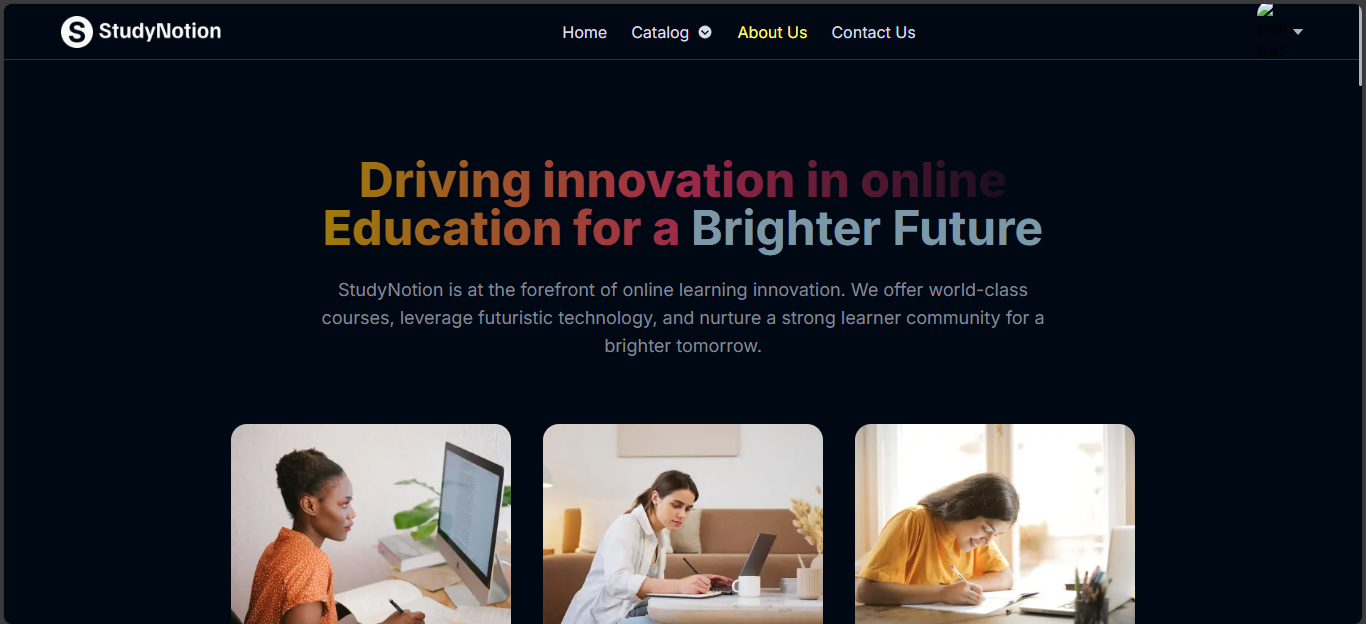 StudyNotion
Home Catalog About Us Contact Us
Driving innovation in online
Education for a Brighter Future
StudyNotion is at the forefront of online learning innovation. We offer world-class
courses, leverage futuristic technology, and nurture a strong learner community for a
brighter tomorrow.